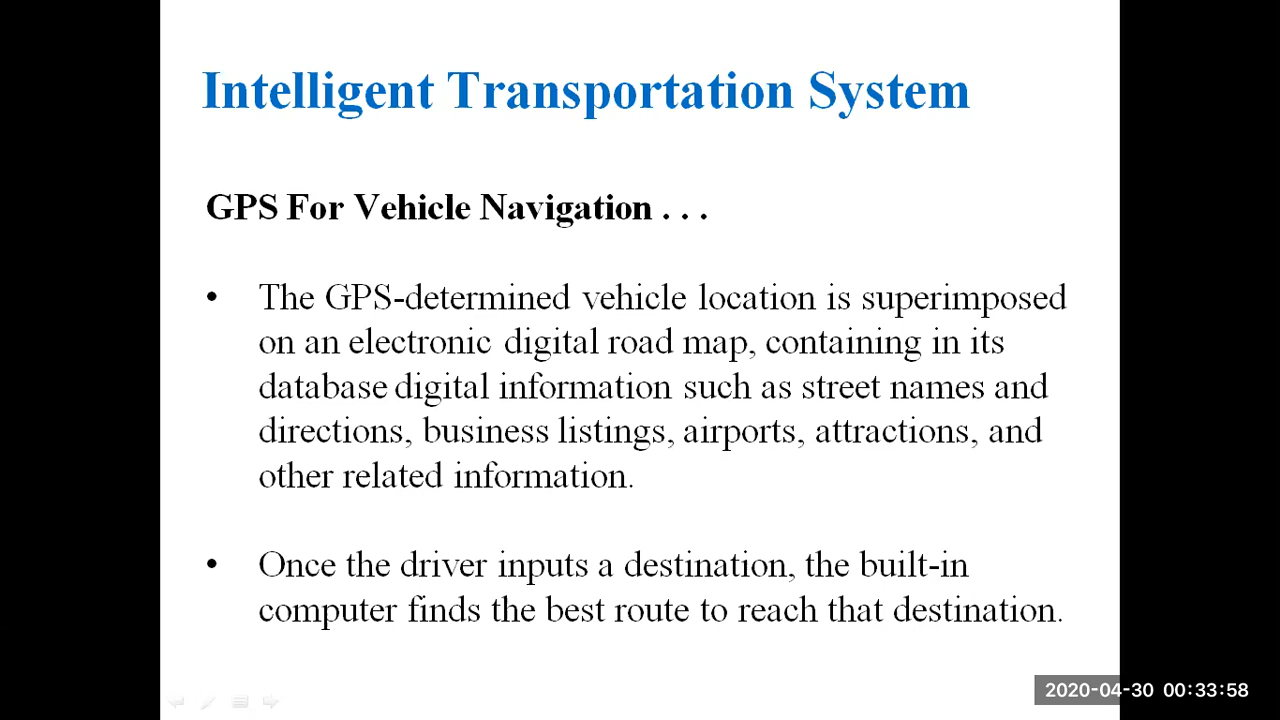 Intelligent Transportation System
GPS For Vehicle Navigation . . .
• The GPS-determined vehicle location is superimposed
on an electronic digital road map, containing in its
database digital information such as street names and
directions, business listings, airports, attractions, and
other related information.
• Once the driver inputs a destination, the built-in
computer finds the best route to reach that destination.
2020-04-30 00:33:58